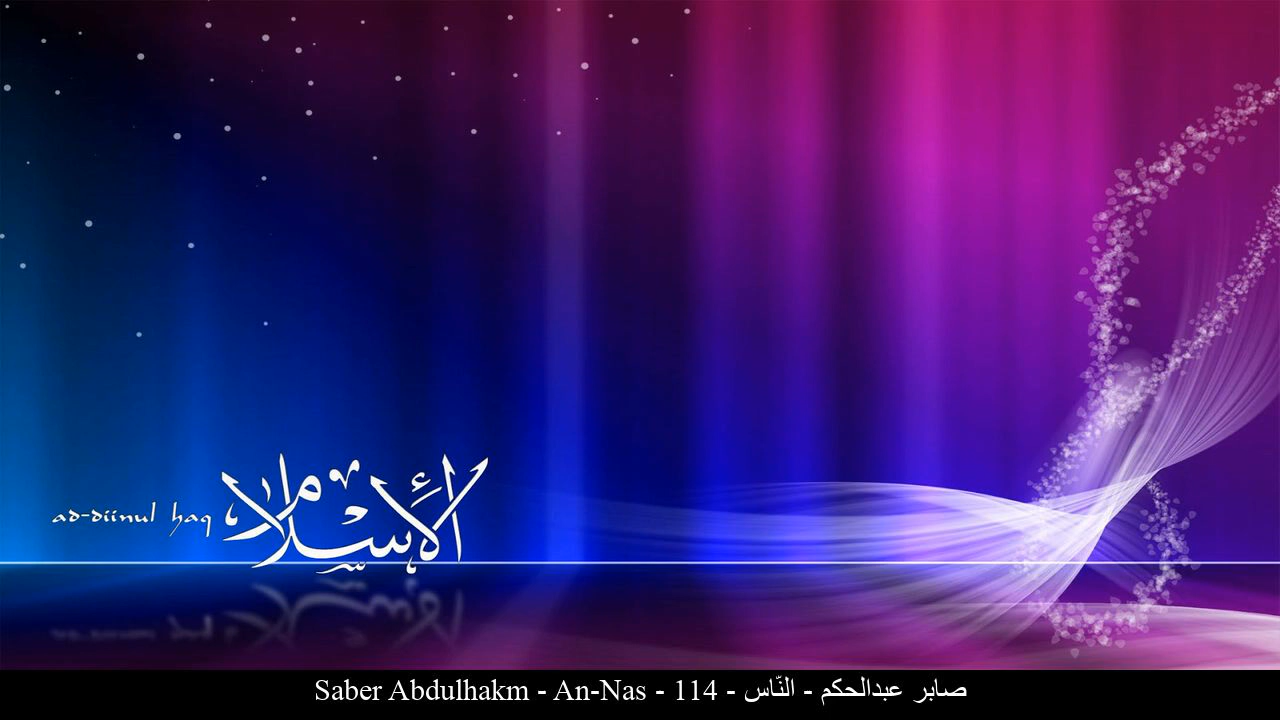 ad-diinul haq الإسلام
Saber Abdulhakm - An-Nas - 114 - صابر عبدالحكم - النّاس